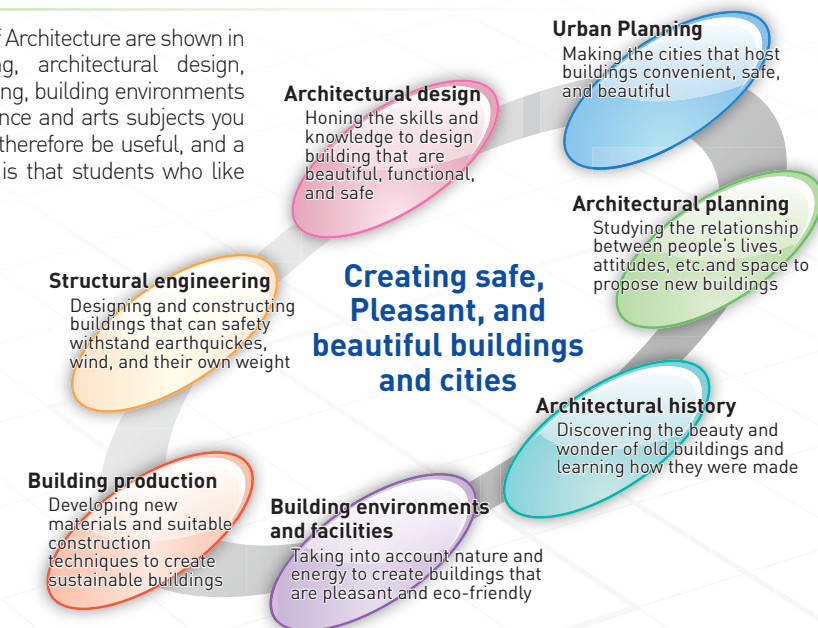 f Architecture are shown in
ng, architectural design,
ng, building environments
nce and arts subjects you
therefore be useful, and a
is that students who like
Urban Planning
Making the cities that host
buildings convenient, safe,
and beautiful
Architectural design
Honing the skills and
knowledge to design
building that are
beautiful, functional,
and safe
Architectural planning
Studying the relationship
between people's lives,
attitudes, etc.and space to
propose new buildings
Structural engineering
Designing and constructing
buildings that can safety
withstand earthquickes,
wind, and their own weight
Creating safe,
Pleasant, and
beautiful buildings
and cities
Architectural history
Discovering the beauty and
wonder of old buildings and
learning how they were made
Building production
Developing new
materials and suitable
construction
techniques to create
sustainable buildings
Building environments
and facilities
Taking into account nature and
energy to create buildings that
are pleasant and eco-friendly